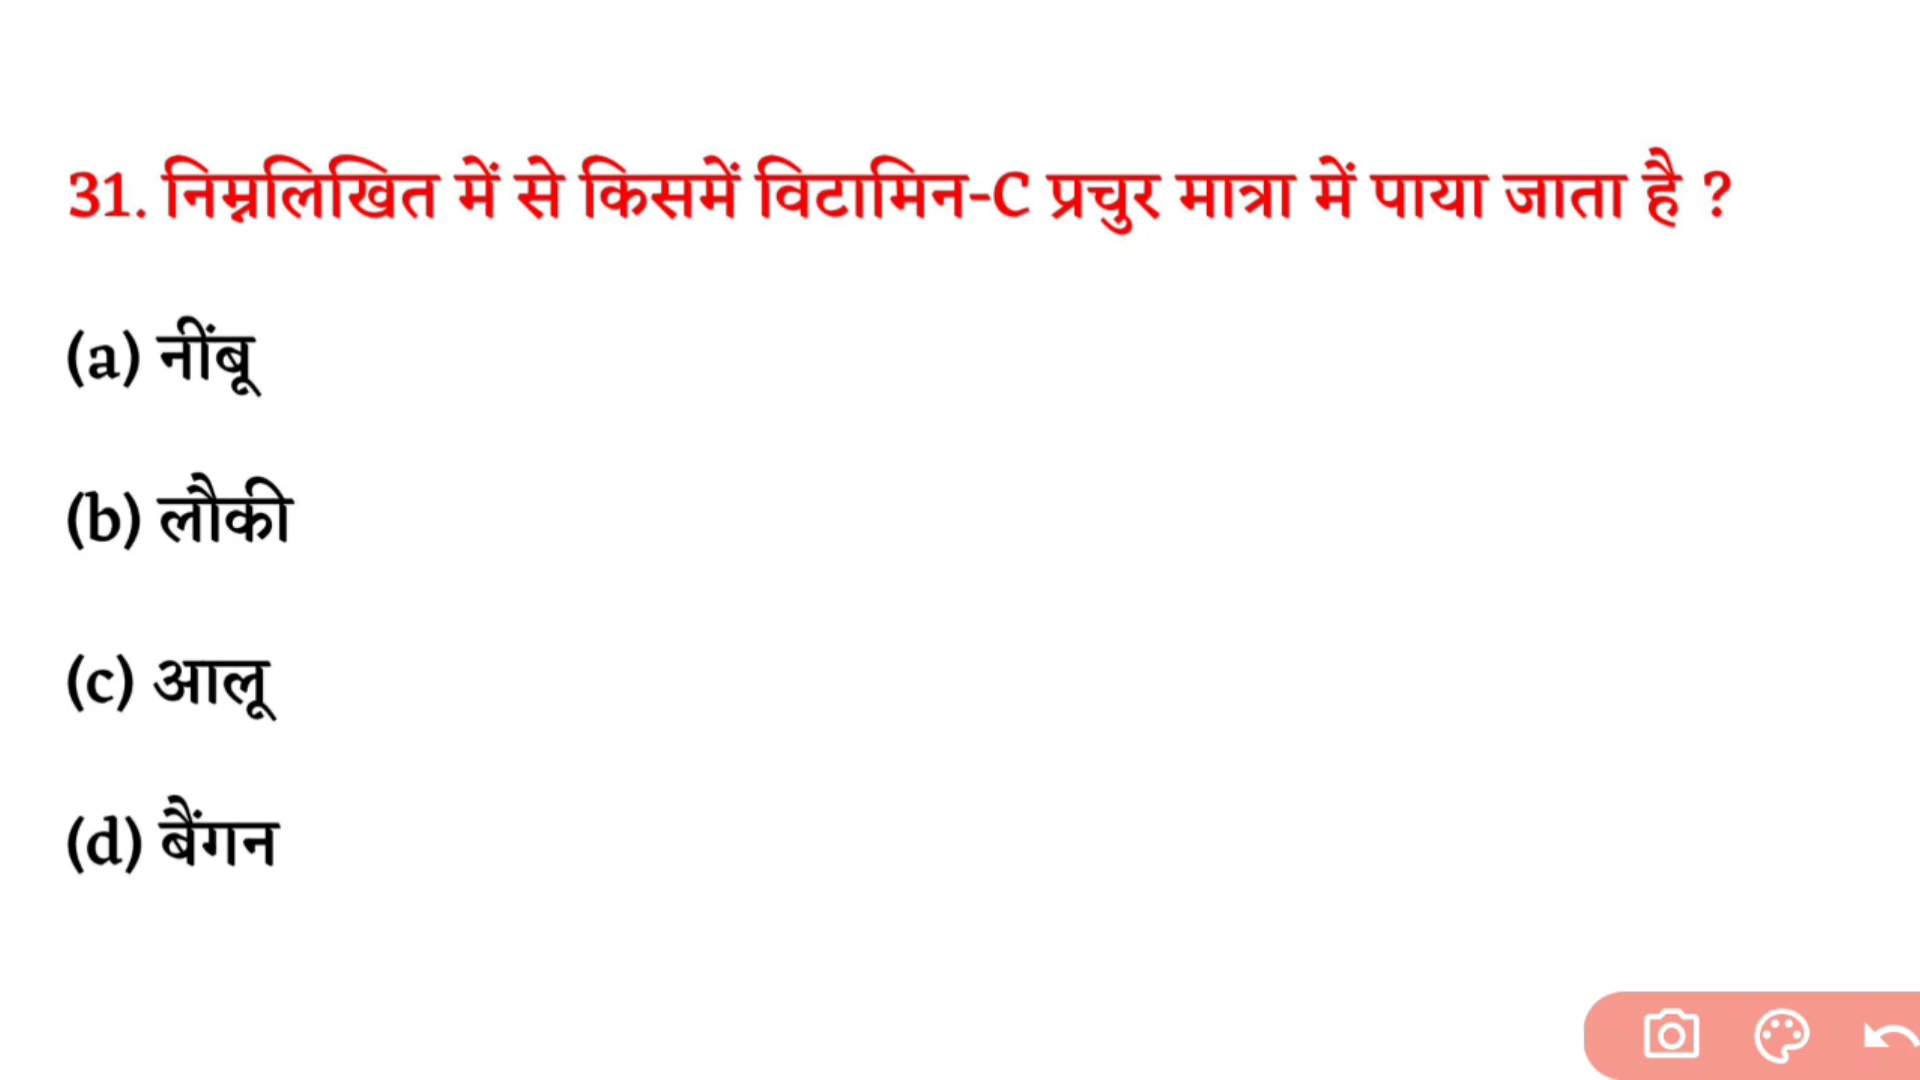 31. निम्नलिखित में से किसमें विटामिन-C प्रचुर मात्रा में पाया जाता है ?
(a) नींबू
(b) लौकी
(c) आलू
(d) बैंगन